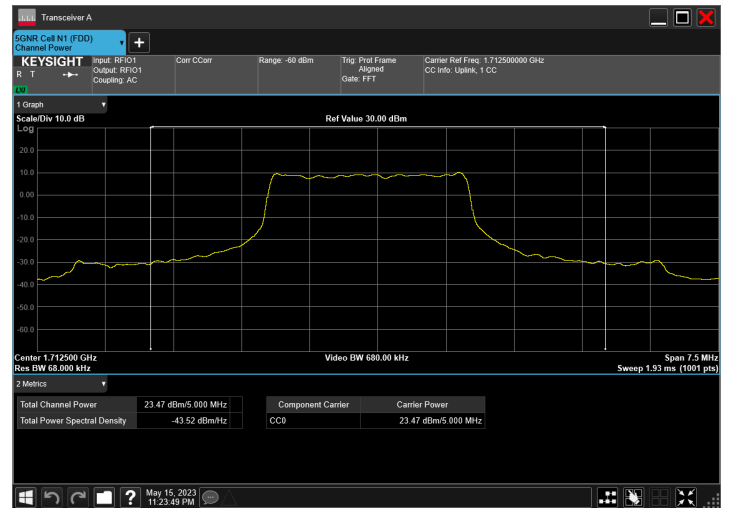 Transceiver A
5GNR Cell N1 (FDD)
Channel Power
KEYSIGHT
R T
LXI
Input: RFIO1
Output: RFIO1
Coupling: AC
Corr CCorr
Range: -60 dBm
Trig: Prot Frame
Aligned
Gate: FFT
Carrier Ref Freq: 1.712500000 GHz
CC Info: Uplink, 1 CC
1 Graph
Scale/Div 10.0 dB
Ref Value 30.00 dBm
Log
20.0
10.0
0.00
-10.0
-20.0
-30.0
-40.0
-50.0
-60.0
Center 1.712500 GHz
Video BW 680.00 kHz
Span 7.5 MHz
Res BW 68.000 kHz
Sweep 1.93 ms (1001 pts)
2 Metrics
Total Channel Power 23.47 dBm/5.000 MHz
Total Power Spectral Density -43.52 dBm/Hz
Component Carrier Carrier Power
CC0 23.47 dBm/5.000 MHz
May 15, 2023
11:23:49 PM